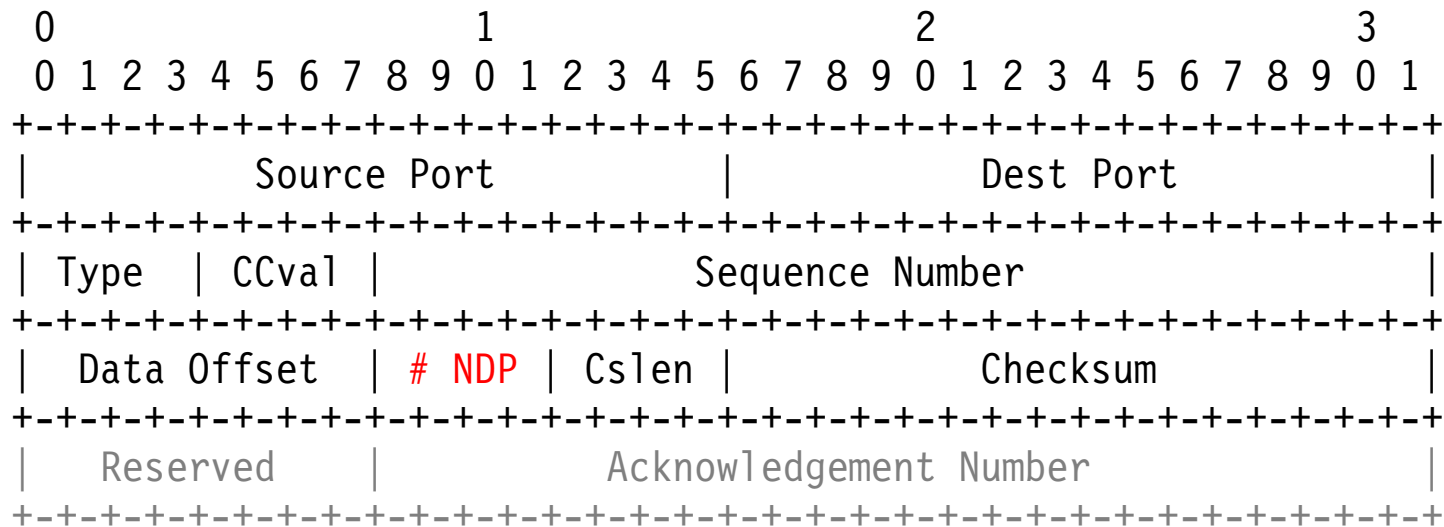 0                   1                   2                   3
 0 1 2 3 4 5 6 7 8 9 0 1 2 3 4 5 6 7 8 9 0 1 2 3 4 5 6 7 8 9 0 1
+-+-+-+-+-+-+-+-+-+-+-+-+-+-+-+-+-+-+-+-+-+-+-+-+-+-+-+-+-+-+-+-+
|          Source Port          |           Dest Port           |
+-+-+-+-+-+-+-+-+-+-+-+-+-+-+-+-+-+-+-+-+-+-+-+-+-+-+-+-+-+-+-+-+
| Type  | CCval |              Sequence Number                  |
+-+-+-+-+-+-+-+-+-+-+-+-+-+-+-+-+-+-+-+-+-+-+-+-+-+-+-+-+-+-+-+-+
|  Data Offset  | # NDP | Cslen |           Checksum            |
+-+-+-+-+-+-+-+-+-+-+-+-+-+-+-+-+-+-+-+-+-+-+-+-+-+-+-+-+-+-+-+-+
|   Reserved    |          Acknowledgement Number               |
+-+-+-+-+-+-+-+-+-+-+-+-+-+-+-+-+-+-+-+-+-+-+-+-+-+-+-+-+-+-+-+-+